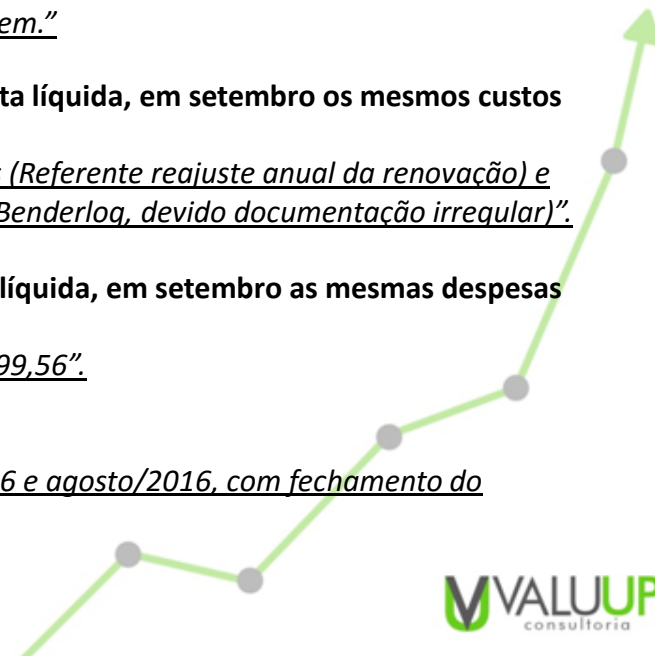 em.”
ta líquida, em setembro os mesmos custos
(Referente reajuste anual da renovação) e
Benderlog, devido documentação irregular)”.
líquida, em setembro as mesmas despesas
99,56”.
6 e agosto/2016, com fechamento do
VALUUP
consultoria